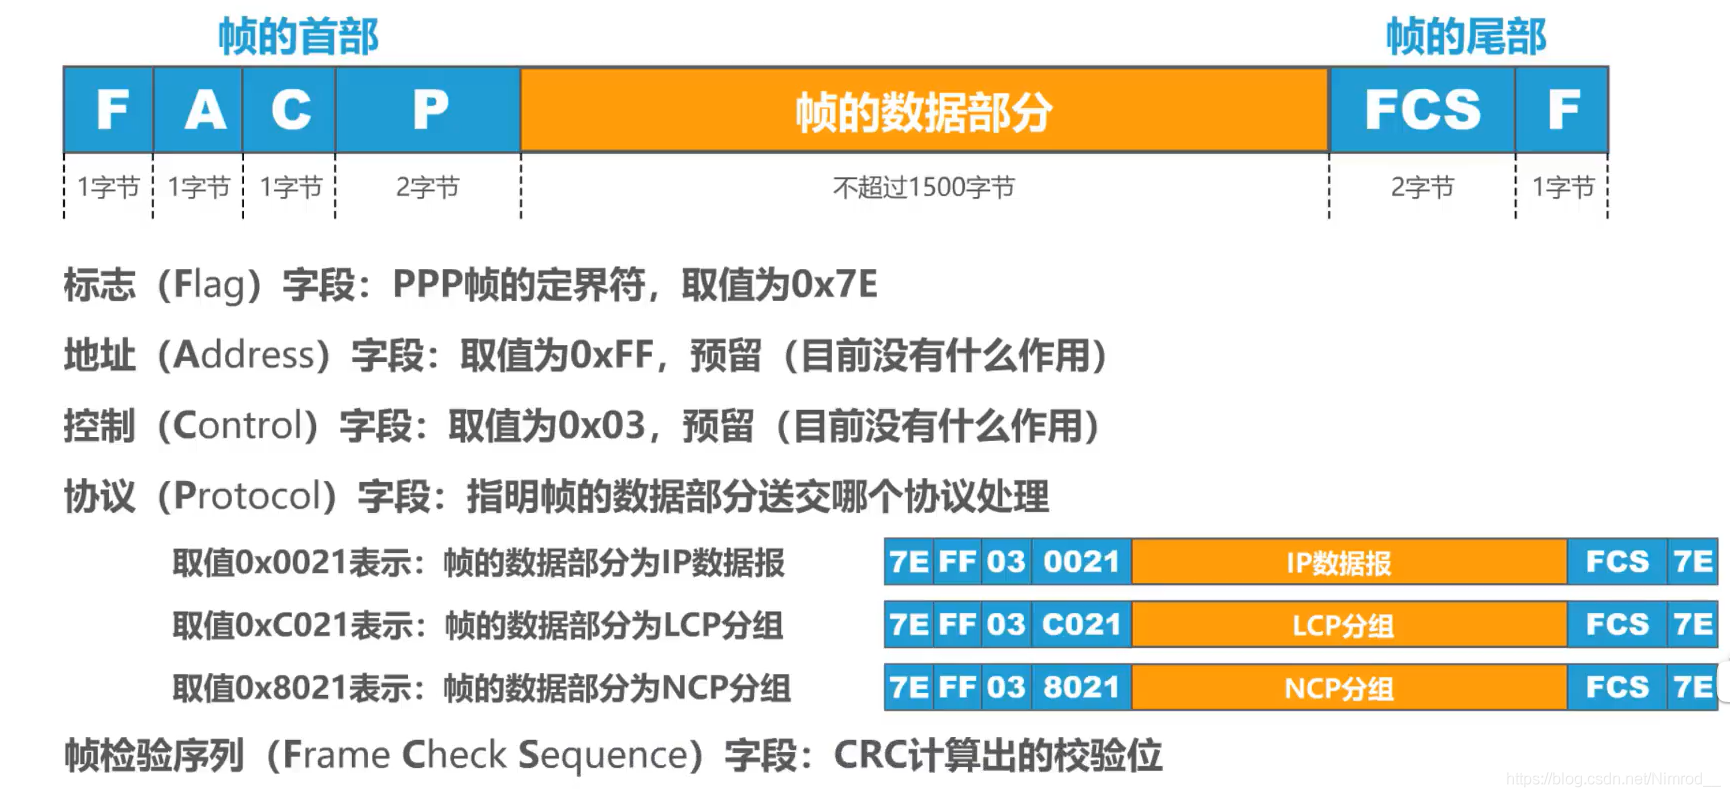 帧的首部 帧的尾部
F A C P 帧的数据部分 FCS F
1字节 1字节 1字节 2字节 不超过1500字节 2字节 1字节
标志（Flag）字段：PPP帧的定界符，取值为0x7E
地址（Address）字段：取值为0xFF，预留（目前没有什么作用）
控制（Control）字段：取值为0x03，预留（目前没有什么作用）
协议（Protocol）字段：指明帧的数据部分送交哪个协议处理
取值0x0021表示：帧的数据部分为IP数据报 7E FF 03 0021 IP数据报 FCS 7E
取值0xC021表示：帧的数据部分为LCP分组 7E FF 03 C021 LCP分组 FCS 7E
取值0x8021表示：帧的数据部分为NCP分组 7E FF 03 8021 NCP分组 FCS 7E
帧检验序列（Frame Check Sequence）字段：CRC计算出的校验位
https://blog.csdn.net/Nimrod__